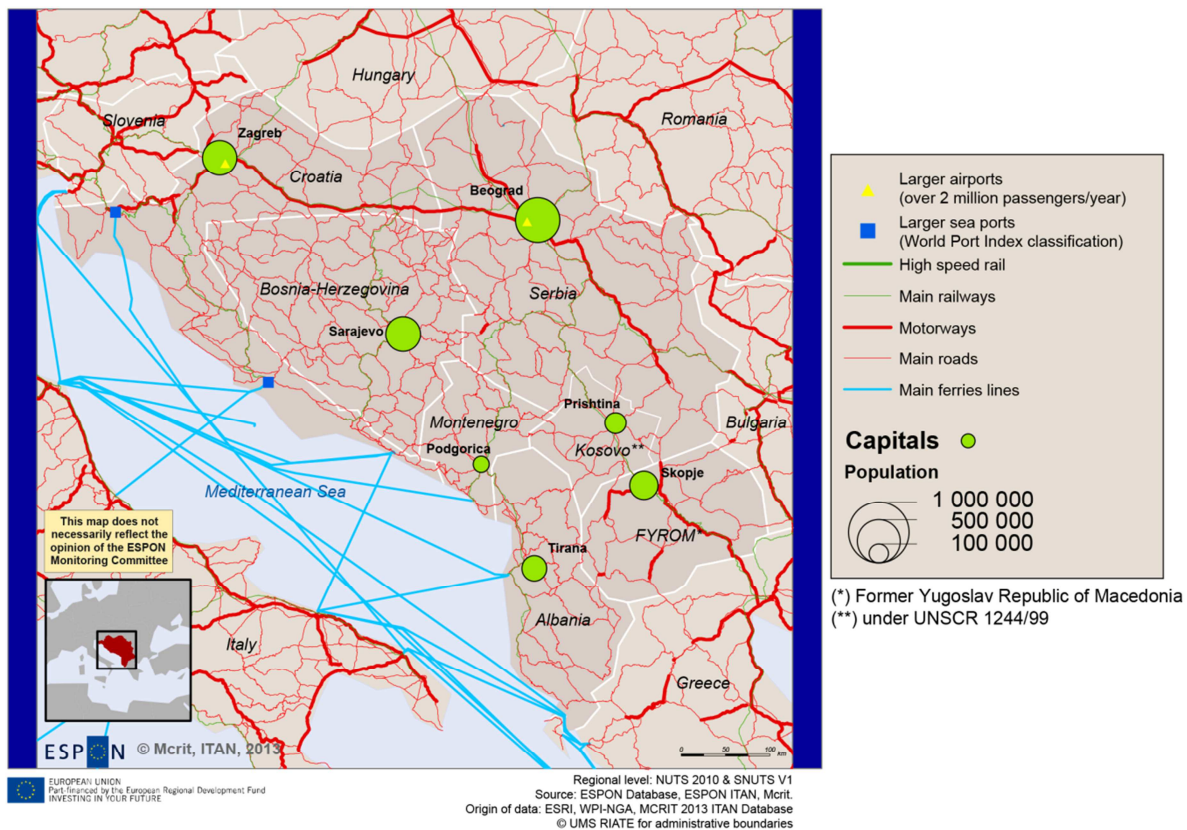 Hungary
Slovenia
Romania
Zagreb
Croatia
Beograd
Bosnia-Herzegovina
Serbia
Sarajevo
Prishtina
Montenegro
Bulgaria
Podgorica
Kosovo**
Skopje
Mediterranean Sea
FYROM*
Tirana
Albania
Italy
Greece
This map does not
necessarily reflect the
opinion of the ESPON
Monitoring Committee
ESPON
© Mcrit, ITAN, 2013
0 50 100
Km
Larger airports
(over 2 million passengers/year)
Larger sea ports
(World Port Index classification)
High speed rail
Main railways
Motorways
Main roads
Main ferries lines
Capitals
Population
1 000 000
500 000
100 000
(*) Former Yugoslav Republic of Macedonia
(**) under UNSCR 1244/99
EUROPEAN UNION
Part-financed by the European Regional Development Fund
INVESTING IN YOUR FUTURE
Regional level: NUTS 2010 & SNUTS V1
Source: ESPON Database, ESPON ITAN, Mcrit.
Origin of data: ESRI, WPI-NGA, MCRIT 2013 ITAN Database
© UMS RIATE for administrative boundaries